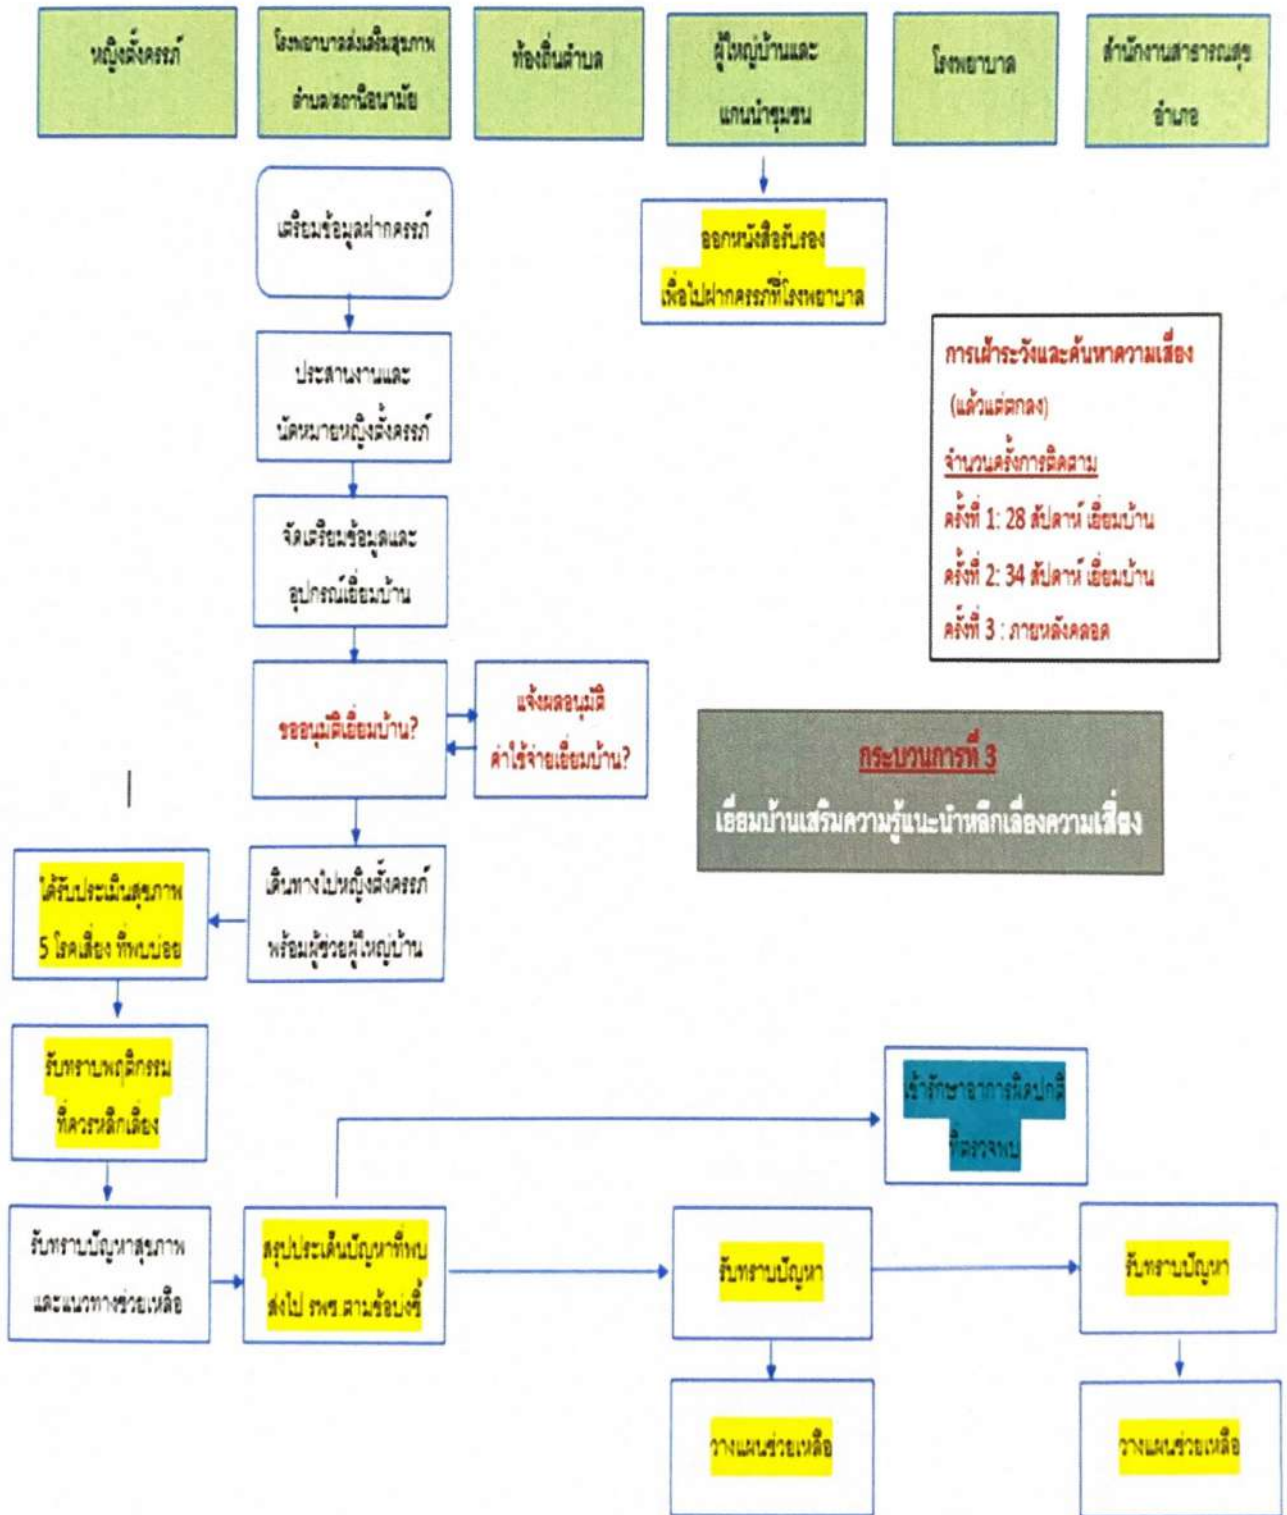 หญิงตั้งครรภ์
โรงพยาบาลส่งเสริมสุขภาพ
ตำบล/สถานีอนามัย
ท้องถิ่นตำบล
ผู้ใหญ่บ้านและ
แกนนำชุมชน
โรงพยาบาล
สำนักงานสาธารณสุข
อำเภอ
เตรียมข้อมูลฝากครรภ์
ออกหนังสือรับรอง
เพื่อไปฝากครรภ์ที่โรงพยาบาล
ประสานงานและ
นัดหมายหญิงตั้งครรภ์
การเฝ้าระวังและค้นหาความเสี่ยง
(แล้วแต่ตกลง)
จำนวนครั้งการติดตาม
ครั้งที่ 1: 28 สัปดาห์ เยี่ยมบ้าน
ครั้งที่ 2: 34 สัปดาห์ เยี่ยมบ้าน
ครั้งที่ 3 : ภายหลังคลอด
จัดเตรียมข้อมูลและ
อุปกรณ์เยี่ยมบ้าน
ขออนุมัติเยี่ยมบ้าน?
แจ้งผลอนุมัติ
ค่าใช้จ่ายเยี่ยมบ้าน?
กระบวนการที่ 3
เยี่ยมบ้านเสริมความรู้แนะนำหลีกเลี่ยงความเสี่ยง
ได้รับประเมินสุขภาพ
5 โรคเสี่ยง ที่พบบ่อย
เดินทางไปหญิงตั้งครรภ์
พร้อมผู้ช่วยผู้ใหญ่บ้าน
รับทราบพฤติกรรม
ที่ควรหลีกเลี่ยง
เข้ารักษาอาการผิดปกติ
ที่ตรวจพบ
รับทราบปัญหาสุขภาพ
และแนวทางช่วยเหลือ
สรุปประเด็นปัญหาที่พบ
ส่งไป รพช.ตามข้อบ่งชี้
รับทราบปัญหา
รับทราบปัญหา
วางแผนช่วยเหลือ
วางแผนช่วยเหลือ